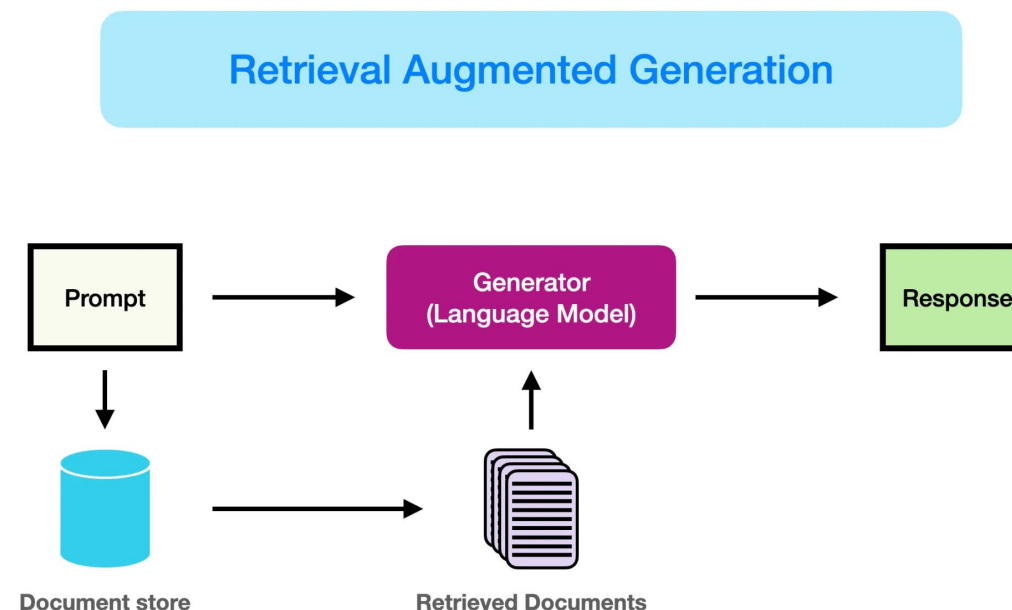 Retrieval Augmented Generation
Prompt
Generator
(Language Model)
Response
Document store
Retrieved Documents